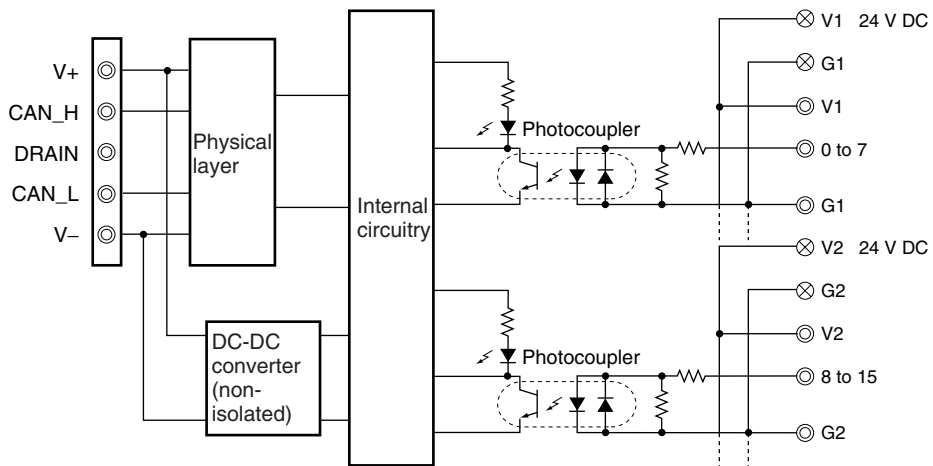 V+
CAN_H
DRAIN
CAN_L
V−
Physical
layer
DC-DC
converter
(non-
isolated)
Internal
circuitry
Photocoupler
V1 24 V DC
G1
V1
0 to 7
G1
Photocoupler
V2 24 V DC
G2
V2
8 to 15
G2